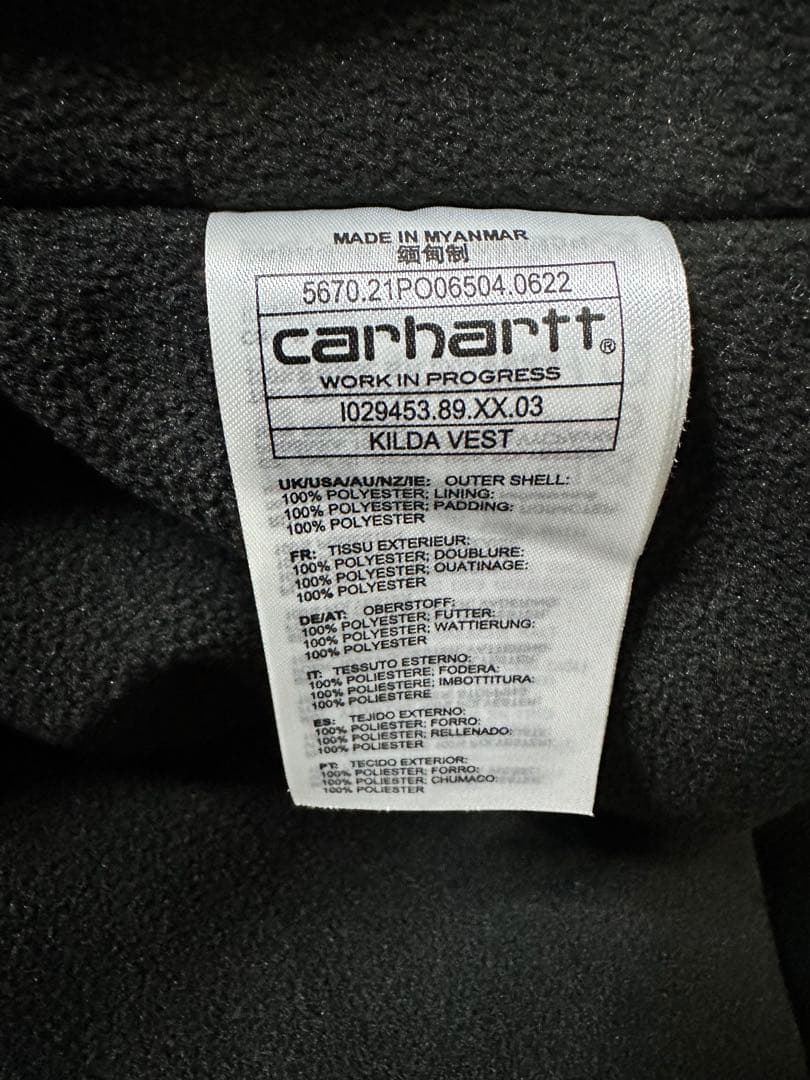 MADE IN MYANMAR
缅甸制
5670.21PO06504.0622
carhartt®
WORK IN PROGRESS
I029453.89.XX.03
KILDA VEST
UK/USA/AU/NZ/IE: OUTER SHELL:
100% POLYESTER; LINING:
100% POLYESTER; PADDING:
100% POLYESTER
FR: TISSU EXTERIEUR:
100% POLYESTER; DOUBLURE:
100% POLYESTER; OUATINAGE:
100% POLYESTER
DE/AT: OBERSTOFF:
100% POLYESTER; FUTTER:
100% POLYESTER; WATTIERUNG:
100% POLYESTER
IT: TESSUTO ESTERNO:
100% POLIESTERE; FODERA:
100% POLIESTERE; IMBOTTITURA:
100% POLIESTERE
ES: TEJIDO EXTERNO:
100% POLIESTER; FORRO:
100% POLIESTER; RELLENADO:
100% POLIESTER
PT: TECIDO EXTERIOR:
100% POLIESTER; FORRO:
100% POLIESTER; CHUMACO:
100% POLIESTER